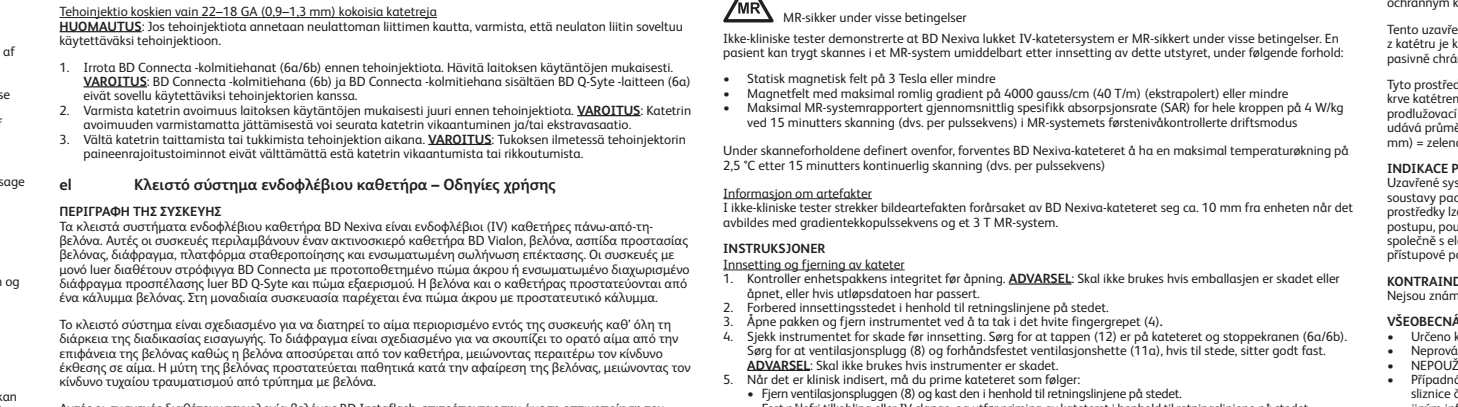 af
se
f
sage
n og
kan
Tehoinjektio koskien vain 22–18 GA (0,9–1,3 mm) kokoisia katetreja
HUOMAUTUS: Jos tehoinjektiota annetaan neulattoman liittimen kautta, varmista, että neulaton liitin soveltuu
käytettäväksi tehoinjektioon.
1. Irrota BD Connecta -kolmitiehanat (6a/6b) ennen tehoinjektiota. Hävitä laitoksen käytäntöjen mukaisesti.
VAROITUS: BD Connecta -kolmitiehana (6b) ja BD Connecta -kolmitiehana sisältäen BD Q-Syte -laitteen (6a)
eivät sovellu käytettäviksi tehoinjektorien kanssa.
2. Varmista katetrin avoimuus laitoksen käytäntöjen mukaisesti juuri ennen tehoinjektiota. VAROITUS: Katetrin
avoimuuden varmistamatta jättämisestä voi seurata katetrin vikaantuminen ja/tai ekstravasaatio.
3. Vältä katetrin taittamista tai tukkimista tehoinjektion aikana. VAROITUS: Tukoksen ilmetessä tehoinjektorin
paineenrajoitustoiminnot eivät välttämättä estä katetrin vikaantumista tai rikkoutumista.
el Κλειστό σύστημα ενδοφλέβιου καθετήρα – Οδηγίες χρήσης
ΠΕΡΙΓΡΑΦΗ ΤΗΣ ΣΥΣΚΕΥΗΣ
Τα κλειστά συστήματα ενδοφλέβιου καθετήρα BD Nexiva είναι ενδοφλέβιοι (IV) καθετήρες πάνω-από-τη-
βελόνα. Αυτές οι συσκευές περιλαμβάνουν έναν ακτινοσκιερό καθετήρα BD Vialon, βελόνα, ασπίδα προστασίας
βελόνας, διάφραγμα, πλατφόρμα σταθεροποίησης και ενσωματωμένη σωλήνωση επέκτασης. Οι συσκευές με
μονό luer διαθέτουν στρόφιγγα BD Connecta με προτοποθετημένο πώμα άκρου ή ενσωματωμένο διαχωρισμένο
διάφραγμα προσπέλασης luer BD Q-Syte και πώμα εξαερισμού. Η βελόνα και ο καθετήρας προστατεύονται από
ένα κάλυμμα βελόνας. Στη μοναδιαία συσκευασία παρέχεται ένα πώμα άκρου με προστατευτικό κάλυμμα.
Το κλειστό σύστημα είναι σχεδιασμένο για να διατηρεί το αίμα περιορισμένο εντός της συσκευής καθ' όλη τη
διάρκεια της διαδικασίας εισαγωγής. Το διάφραγμα είναι σχεδιασμένο για να σκουπίζει το ορατό αίμα από την
επιφάνεια της βελόνας καθώς η βελόνα αποσύρεται από τον καθετήρα, μειώνοντας περαιτέρω τον κίνδυνο
έκθεσης σε αίμα. Η μύτη της βελόνας προστατεύεται παθητικά κατά την αφαίρεση της βελόνας, μειώνοντας τον
κίνδυνο τυχαίου τραυματισμού από τρύπημα με βελόνα.
MR MR-sikker under visse betingelser
Ikke-kliniske tester demonstrerte at BD Nexiva lukket IV-katetersystem er MR-sikkert under visse betingelser. En
pasient kan trygt skannes i et MR-system umiddelbart etter innsetting av dette utstyret, under følgende forhold:
• Statisk magnetisk felt på 3 Tesla eller mindre
• Magnetfelt med maksimal romlig gradient på 4000 gauss/cm (40 T/m) (ekstrapolert) eller mindre
• Maksimal MR-systemrapportert gjennomsnittlig spesifikk absorpsjonsrate (SAR) for hele kroppen på 4 W/kg
ved 15 minutters skanning (dvs. per pulssekvens) i MR-systemets førstenivåkontrollerte driftsmodus
Under skanneforholdene definert ovenfor, forventes BD Nexiva-kateteret å ha en maksimal temperaturøkning på
2,5 °C etter 15 minutters kontinuerlig skanning (dvs. per pulssekvens)
Informasjon om artefakter
I ikke-kliniske tester strekker bildeartefakten forårsaket av BD Nexiva-kateteret seg ca. 10 mm fra enheten når det
avbildes med gradientekkopulssekvens og et 3 T MR-system.
INSTRUKSJONER
Innsetting og fjerning av kateter
1. Kontroller enhetspakkens integritet før åpning. ADVARSEL: Skal ikke brukes hvis emballasjen er skadet eller
åpnet, eller hvis utløpsdatoen har passert.
2. Forbered innsettingsstedet i henhold til retningslinjene på stedet.
3. Åpne pakken og fjern instrumentet ved å ta tak i det hvite fingergrepet (4).
4. Sjekk instrumentet for skade før innsetting. Sørg for at tappen (12) er på kateteret og stoppekranen (6a/6b).
Sørg for at ventilasjonsplugg (8) og forhåndsfestet ventilasjonshette (11a), hvis til stede, sitter godt fast.
ADVARSEL: Skal ikke brukes hvis instrumenter er skadet.
5. Når det er klinisk indisert, må du prime kateteret som følger:
• Fjern ventilasjonspluggen (8) og kast den i henhold til retningslinjene på stedet.
ochranným k
Tento uzavře
z katétru je k
pasivně chrá
Tyto prostřed
krve katétren
prodlužovací
udává průmě
mm) = zelená
INDIKACE P
Uzavřené sys
soustavy pac
prostředky lz
postupu, pou
společně s el
přístupové po
KONTRAIND
Nejsou znám
VŠEOBECNÁ
• Určeno k
• Neprová
• NEPOUŽ
• Případné
sliznice č